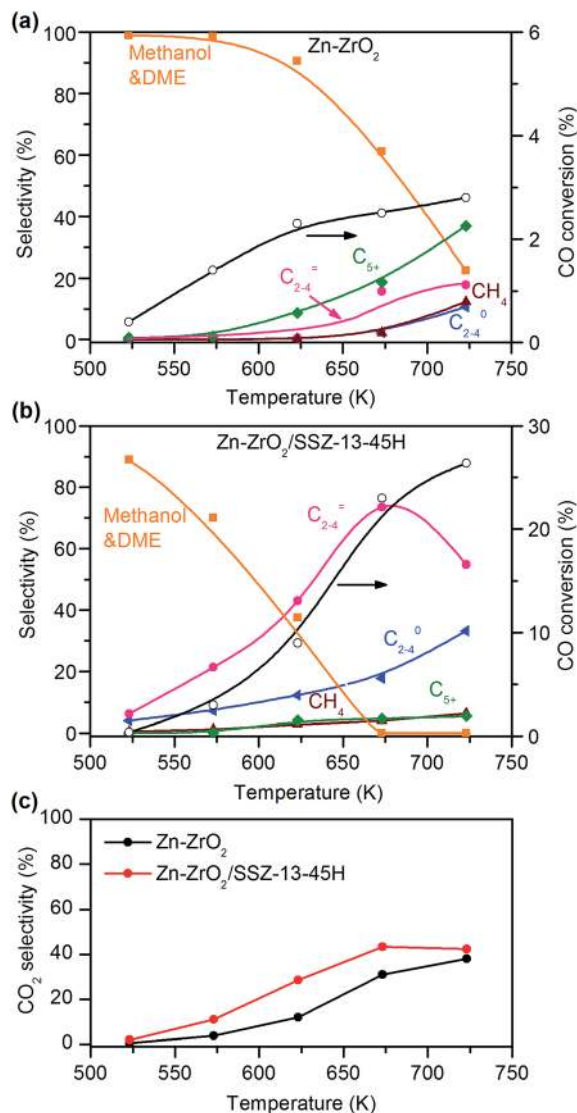 (a)
100
80
60
40
20
0
Selectivity (%)
Methanol
&DME
Zn-ZrO₂
C₅₊
C₂₋₄⁼
CH₄
C₂₋₄⁰
6
4
2
0
CO conversion (%)
500 550 600 650 700 750
Temperature (K)
(b)
100
80
60
40
20
0
Selectivity (%)
Zn-ZrO₂/SSZ-13-45H
Methanol
&DME
C₂₋₄⁼
C₂₋₄⁰
CH₄
C₅₊
30
20
10
0
CO conversion (%)
500 550 600 650 700 750
Temperature (K)
(c)
100
80
60
40
20
0
CO₂ selectivity (%)
Zn-ZrO₂
Zn-ZrO₂/SSZ-13-45H
500 550 600 650 700 750
Temperature (K)